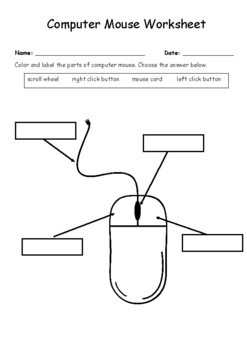 Computer Mouse Worksheet
Name: Date:
Color and label the parts of computer mouse. Choose the answer below.
scroll wheel right click button mouse cord left click button